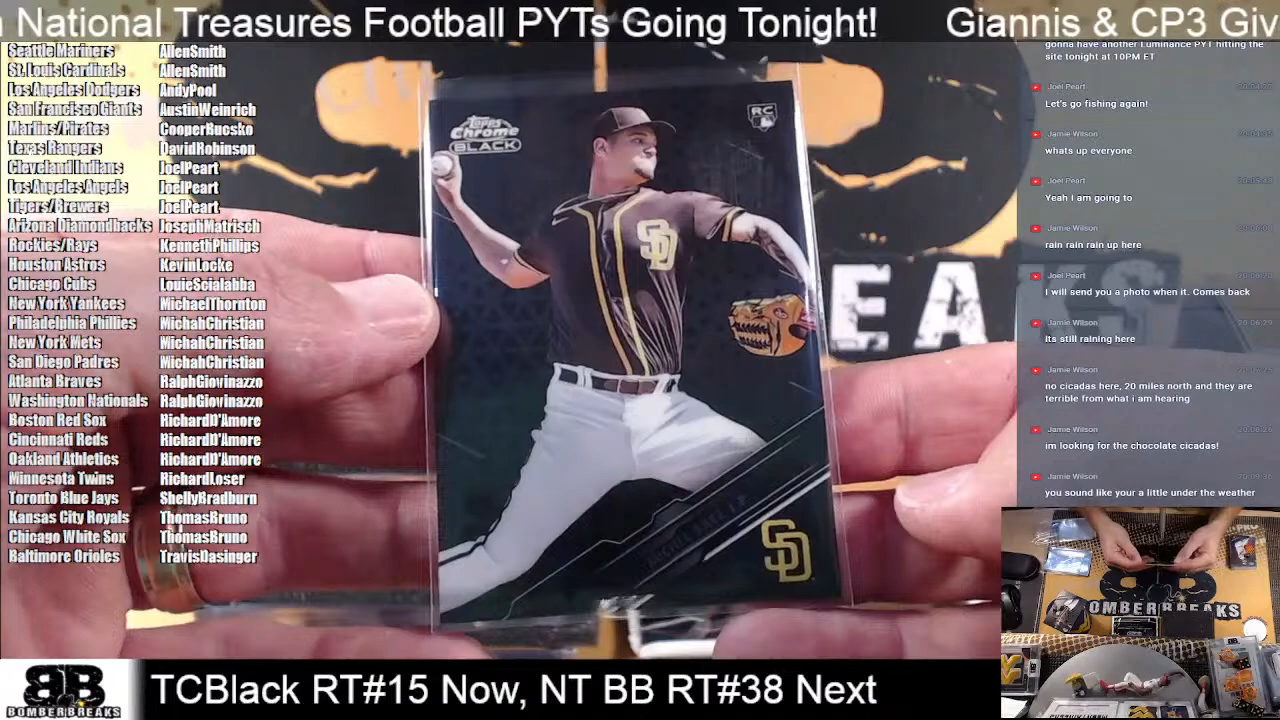 National Treasures Football PYTs Going Tonight! Giannis & CP3 Giv
Seattle Mariners AllenSmith
St. Louis Cardinals AllenSmith
Los Angeles Dodgers AndyPool
San Francisco Giants AustinWeinrich
Marlins/Pirates CooperBucsko
Texas Rangers DavidRobinson
Cleveland Indians JoelPeart
Los Angeles Angels JoelPeart
Tigers/Brewers JoelPeart
Arizona Diamondbacks JosephMatrisch
Rockies/Rays KennethPhillips
Houston Astros KevinLocke
Chicago Cubs LouieScialabba
New York Yankees MichaelThornton
Philadelphia Phillies MichahChristian
New York Mets MichahChristian
San Diego Padres MichahChristian
Atlanta Braves RalphGiovinazzo
Washington Nationals RalphGiovinazzo
Boston Red Sox RichardD'Amore
Cincinnati Reds RichardD'Amore
Oakland Athletics RichardD'Amore
Minnesota Twins RichardLoser
Toronto Blue Jays ShellyBradburn
Kansas City Royals ThomasBruno
Chicago White Sox ThomasBruno
Baltimore Orioles TravisDasinger
Topps
Chrome
BLACK
RC
SD
SD
EA
gonna have another Luminance PYT hitting the
site tonight at 10PM ET
Joel Peart
Let's go fishing again!
Jamie Wilson
whats up everyone
Joel Peart
Yeah I am going to
Jamie Wilson
rain rain rain up here
Joel Peart
I will send you a photo when it. Comes back
Jamie Wilson
its still raining here
Jamie Wilson
no cicadas here, 20 miles north and they are
terrible from what i am hearing
Jamie Wilson
im looking for the chocolate cicadas!
Jamie Wilson
you sound like your a little under the weather
BOMBERBREAKS
BB
BOMBERBREAKS
TCBlack RT#15 Now, NT BB RT#38 Next